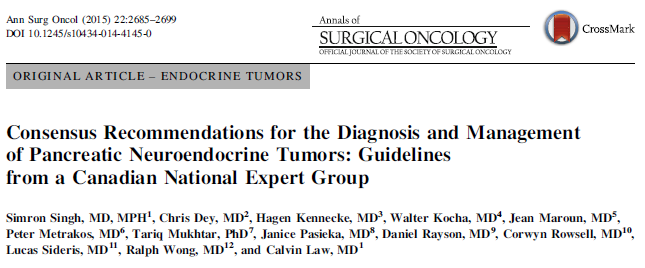 Ann Surg Oncol (2015) 22:2685–2699
DOI 10.1245/s10434-014-4145-0
Annals of
SURGICAL ONCOLOGY
OFFICIAL JOURNAL OF THE SOCIETY OF SURGICAL ONCOLOGY
CrossMark
ORIGINAL ARTICLE – ENDOCRINE TUMORS
Consensus Recommendations for the Diagnosis and Management
of Pancreatic Neuroendocrine Tumors: Guidelines
from a Canadian National Expert Group
Simron Singh, MD, MPH1, Chris Dey, MD2, Hagen Kennecke, MD3, Walter Kocha, MD4, Jean Maroun, MD5,
Peter Metrakos, MD6, Tariq Mukhtar, PhD7, Janice Pasieka, MD8, Daniel Rayson, MD9, Corwyn Rowsell, MD10,
Lucas Sideris, MD11, Ralph Wong, MD12, and Calvin Law, MD1